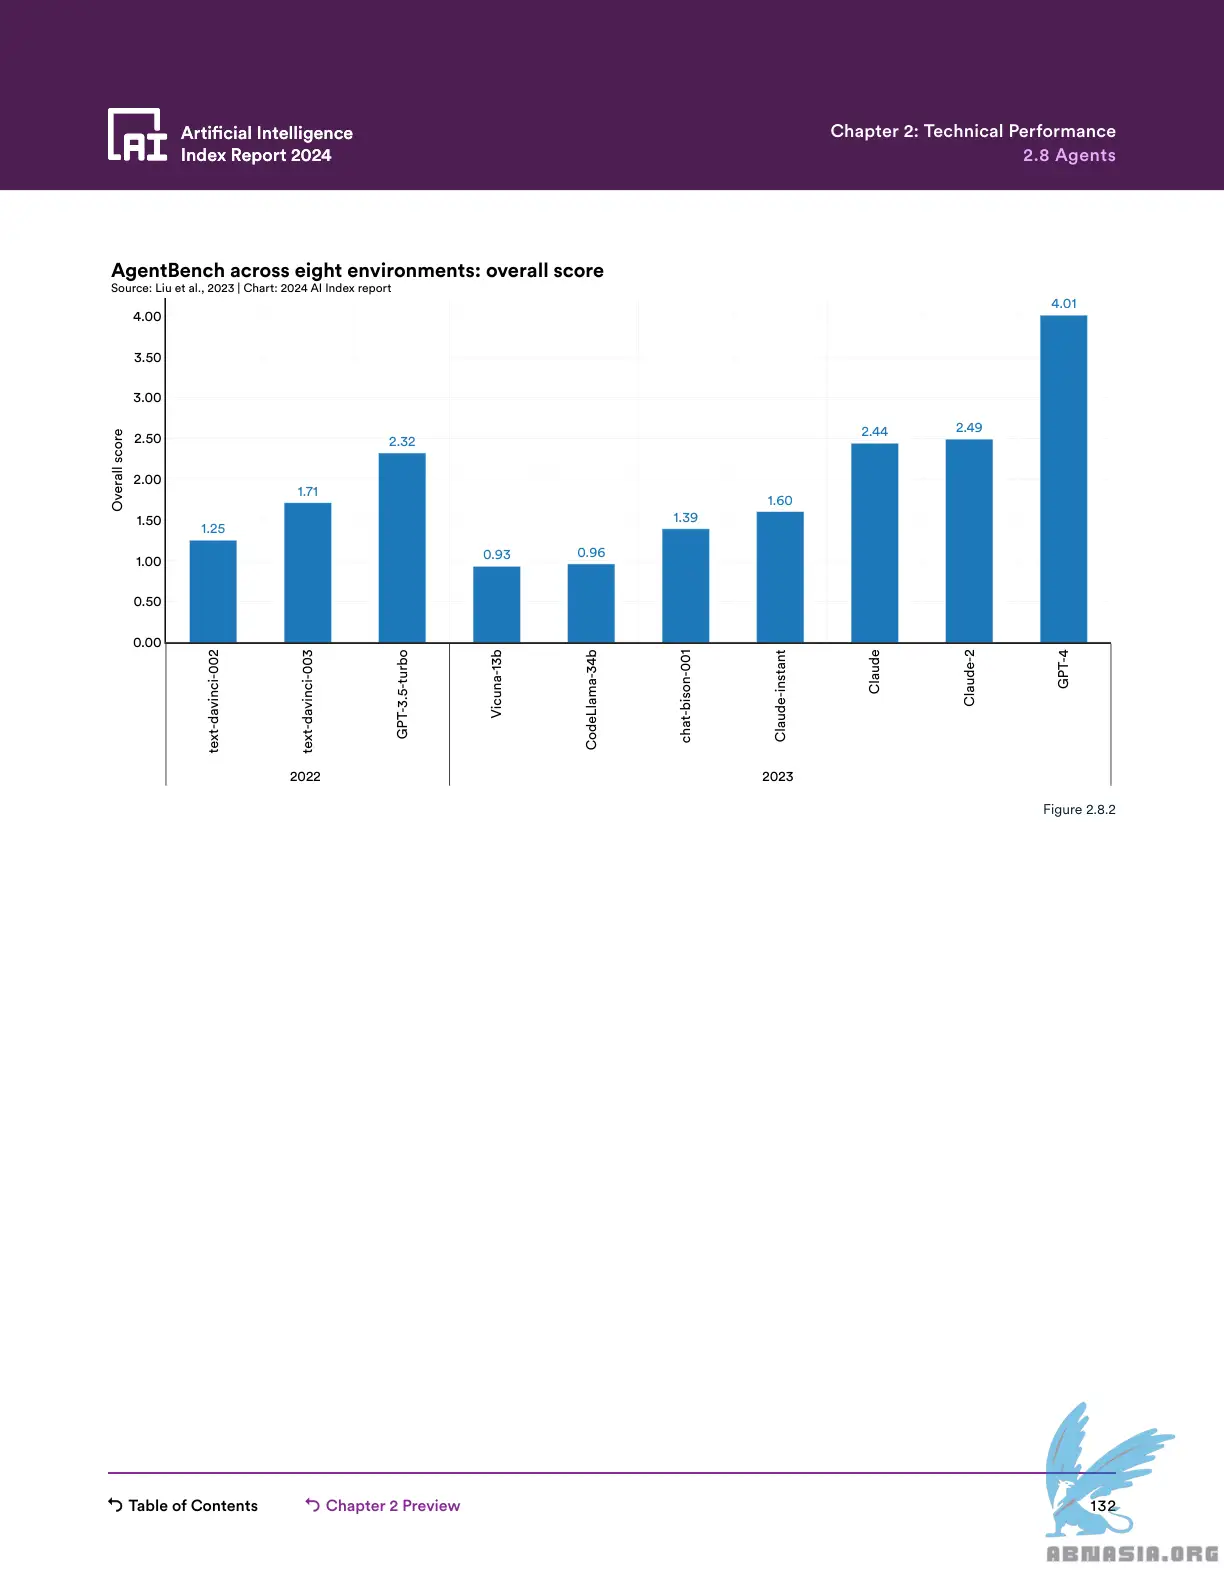 AI
Artificial Intelligence
Index Report 2024
Chapter 2: Technical Performance
2.8 Agents
AgentBench across eight environments: overall score
Source: Liu et al., 2023 | Chart: 2024 AI Index report
4.00
3.50
3.00
2.50
2.00
1.50
1.00
0.50
0.00
Overall score
1.25
1.71
2.32
0.93
0.96
1.39
1.60
2.44
2.49
4.01
text-davinci-002
text-davinci-003
GPT-3.5-turbo
Vicuna-13b
CodeLlama-34b
chat-bison-001
Claude-instant
Claude
Claude-2
GPT-4
2022
2023
Figure 2.8.2
Table of Contents
Chapter 2 Preview
132
ABNASIA.ORG